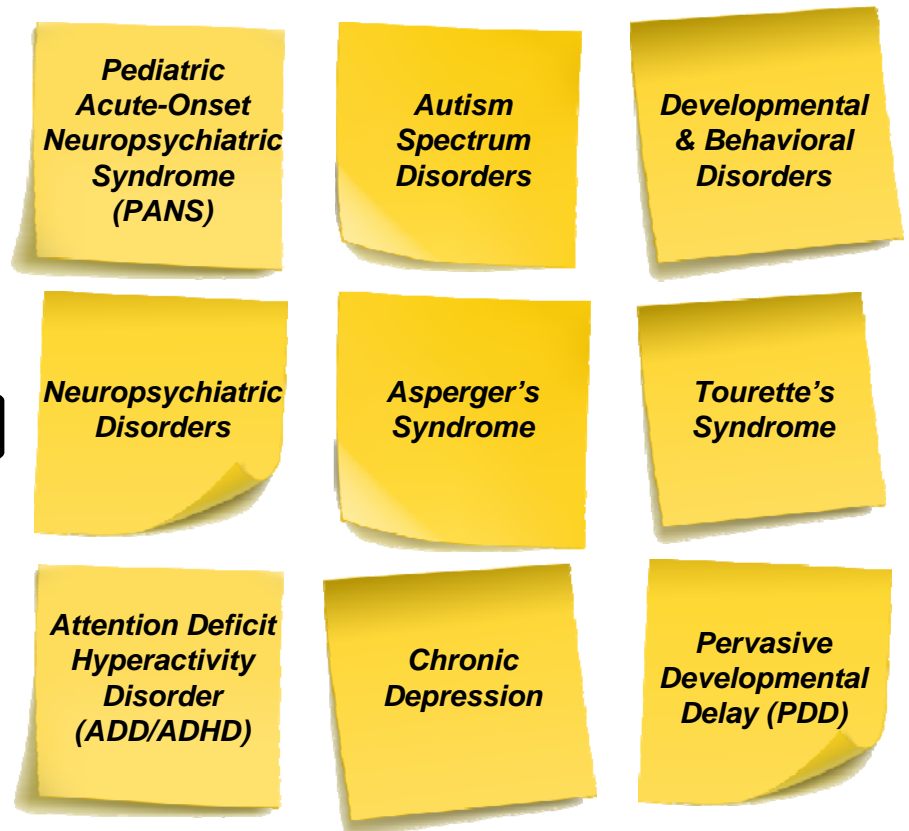 Pediatric
Acute-Onset
Neuropsychiatric
Syndrome
(PANS)
Autism
Spectrum
Disorders
Developmental
& Behavioral
Disorders
Neuropsychiatric
Disorders
Asperger’s
Syndrome
Tourette’s
Syndrome
Attention Deficit
Hyperactivity
Disorder
(ADD/ADHD)
Chronic
Depression
Pervasive
Developmental
Delay (PDD)